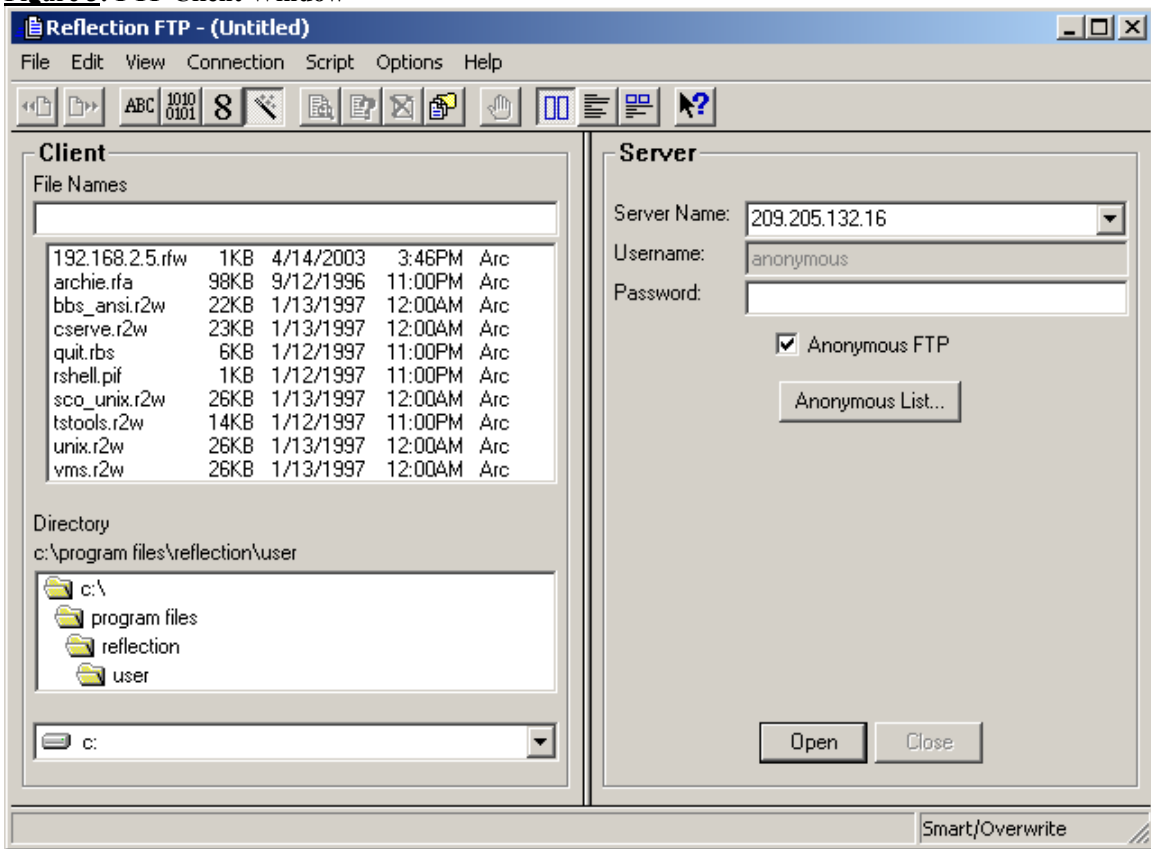 Figure 3: FTP Client Window
Reflection FTP - (Untitled)
File Edit View Connection Script Options Help
ABC 1010 0101 8 ?
Client
File Names
192.168.2.5.rfw 1KB 4/14/2003 3:46PM Arc
archie.rfa 98KB 9/12/1996 11:00PM Arc
bbs_ansi.r2w 22KB 1/13/1997 12:00AM Arc
cserve.r2w 23KB 1/13/1997 12:00AM Arc
quit.rbs 6KB 1/12/1997 11:00PM Arc
rshell.pif 1KB 1/12/1997 11:00PM Arc
sco_unix.r2w 26KB 1/13/1997 12:00AM Arc
tstools.r2w 14KB 1/12/1997 11:00PM Arc
unix.r2w 26KB 1/13/1997 12:00AM Arc
vms.r2w 26KB 1/13/1997 12:00AM Arc
Directory
c:\program files\reflection\user
c:\
program files
reflection
user
c:
Server
Server Name: 209.205.132.16
Username: anonymous
Password:
Anonymous FTP
Anonymous List...
Open Close
Smart/Overwrite